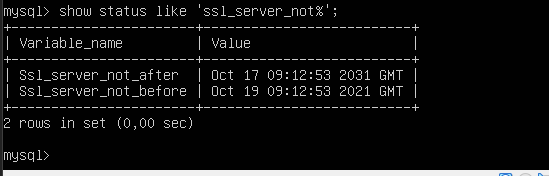 mysql> show status like 'ssl_server_not%';
+-----------------------+--------------------------+
| Variable_name         | Value                    |
+-----------------------+--------------------------+
| Ssl_server_not_after  | Oct 17 09:12:53 2031 GMT |
| Ssl_server_not_before | Oct 19 09:12:53 2021 GMT |
+-----------------------+--------------------------+
2 rows in set (0,00 sec)
mysql>